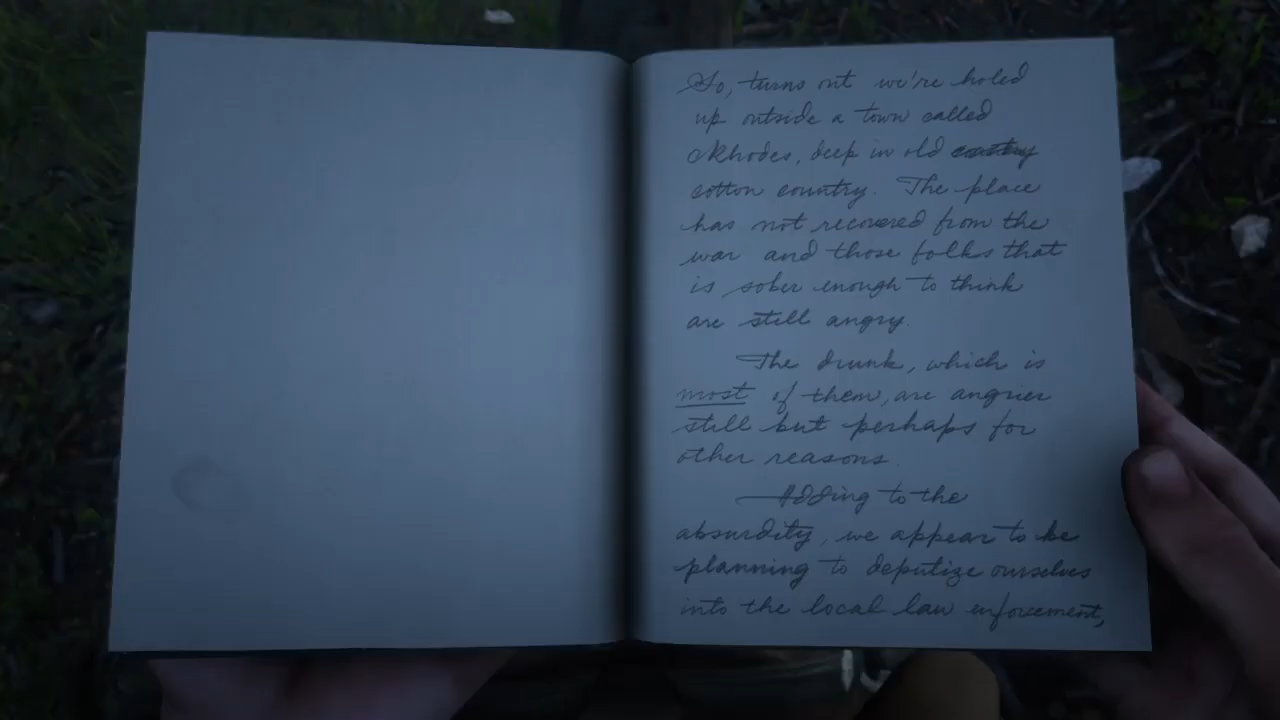 So, turns out we're holed
up outside a town called
Rhodes, deep in old country
cotton country. The place
has not recovered from the
war and those folks that
is sober enough to think
are still angry.
The drunk, which is
most of them, are angrier
still but perhaps for
other reasons.
Adding to the
absurdity, we appear to be
planning to deputize ourselves
into the local law enforcement,